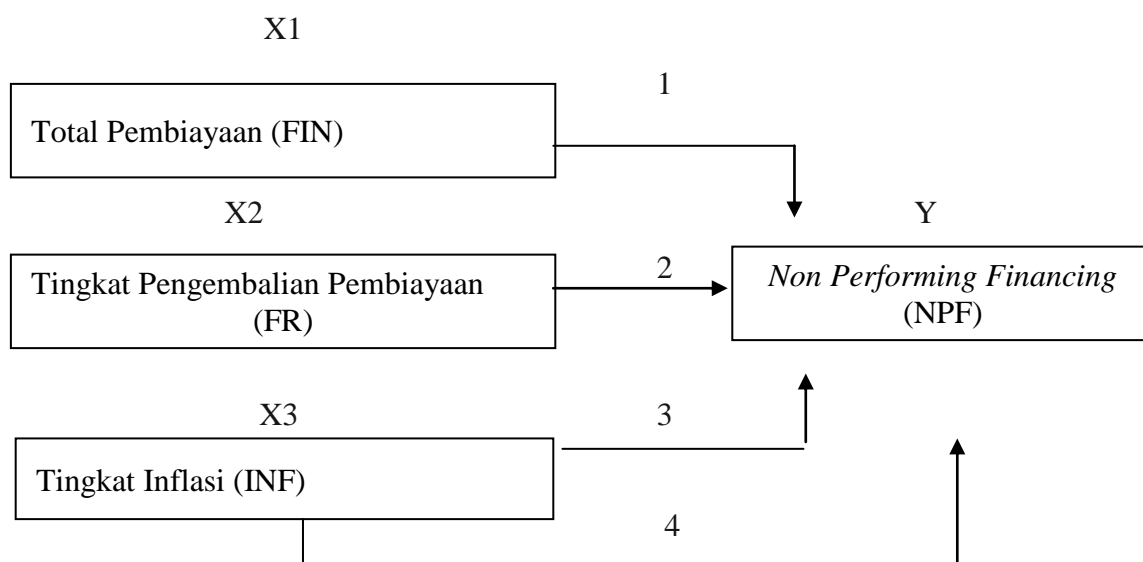 X1
1
Total Pembiayaan (FIN)
X2
Y
2
Tingkat Pengembalian Pembiayaan
(FR)
Non Performing Financing
(NPF)
X3
3
Tingkat Inflasi (INF)
4